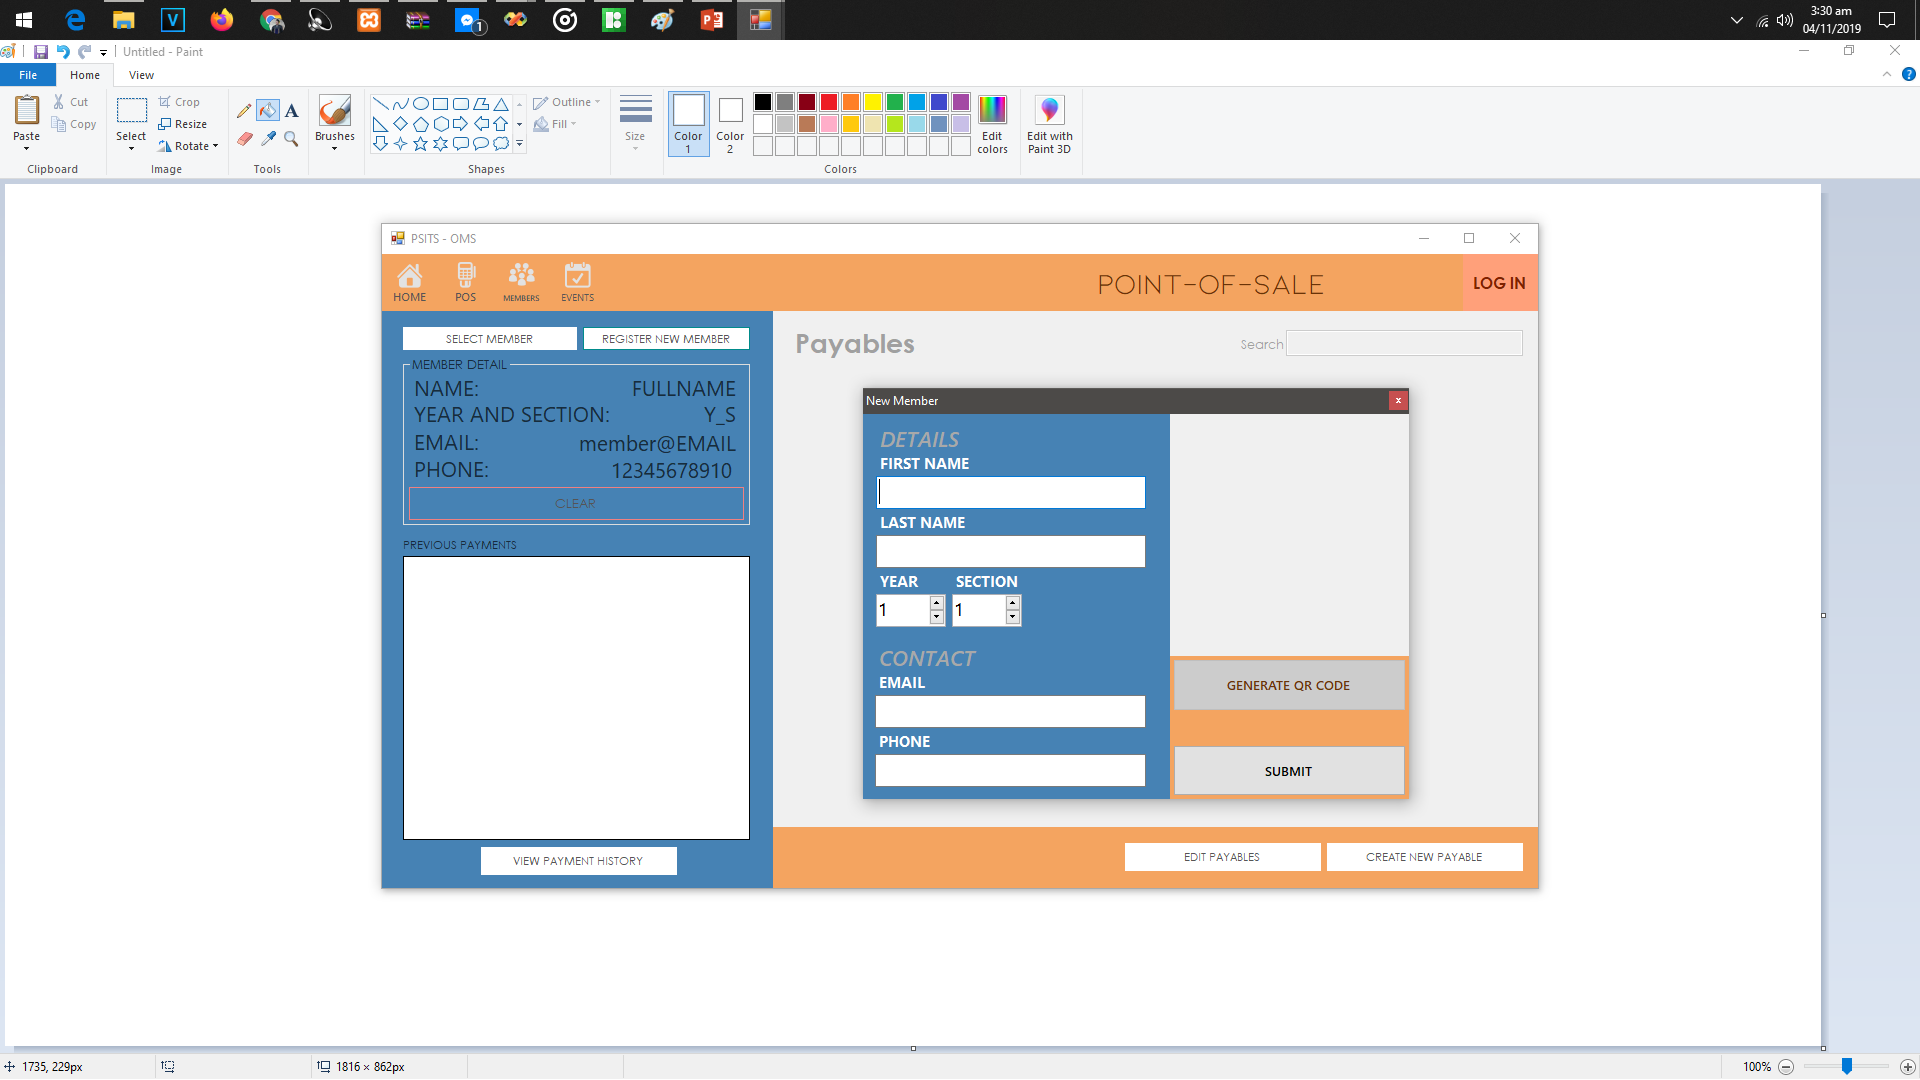 3:30 am
04/11/2019
1
Untitled - Paint
File
Home
View
Paste
Cut
Copy
Clipboard
Select
Crop
Resize
Rotate
Image
A
Tools
Brushes
Outline
Fill
Shapes
Size
Color
1
Color
2
Edit
colors
Colors
Edit with
Paint 3D
PSITS - OMS
HOME
POS
MEMBERS
EVENTS
POINT-OF-SALE
LOG IN
SELECT MEMBER
REGISTER NEW MEMBER
MEMBER DETAIL
NAME: FULLNAME
YEAR AND SECTION: Y_S
EMAIL: member@EMAIL
PHONE: 12345678910
CLEAR
PREVIOUS PAYMENTS
VIEW PAYMENT HISTORY
Payables
Search
New Member
x
DETAILS
FIRST NAME
LAST NAME
YEAR SECTION
1 1
CONTACT
EMAIL
PHONE
GENERATE QR CODE
SUBMIT
EDIT PAYABLES
CREATE NEW PAYABLE
1735, 229px
1816 × 862px
100%